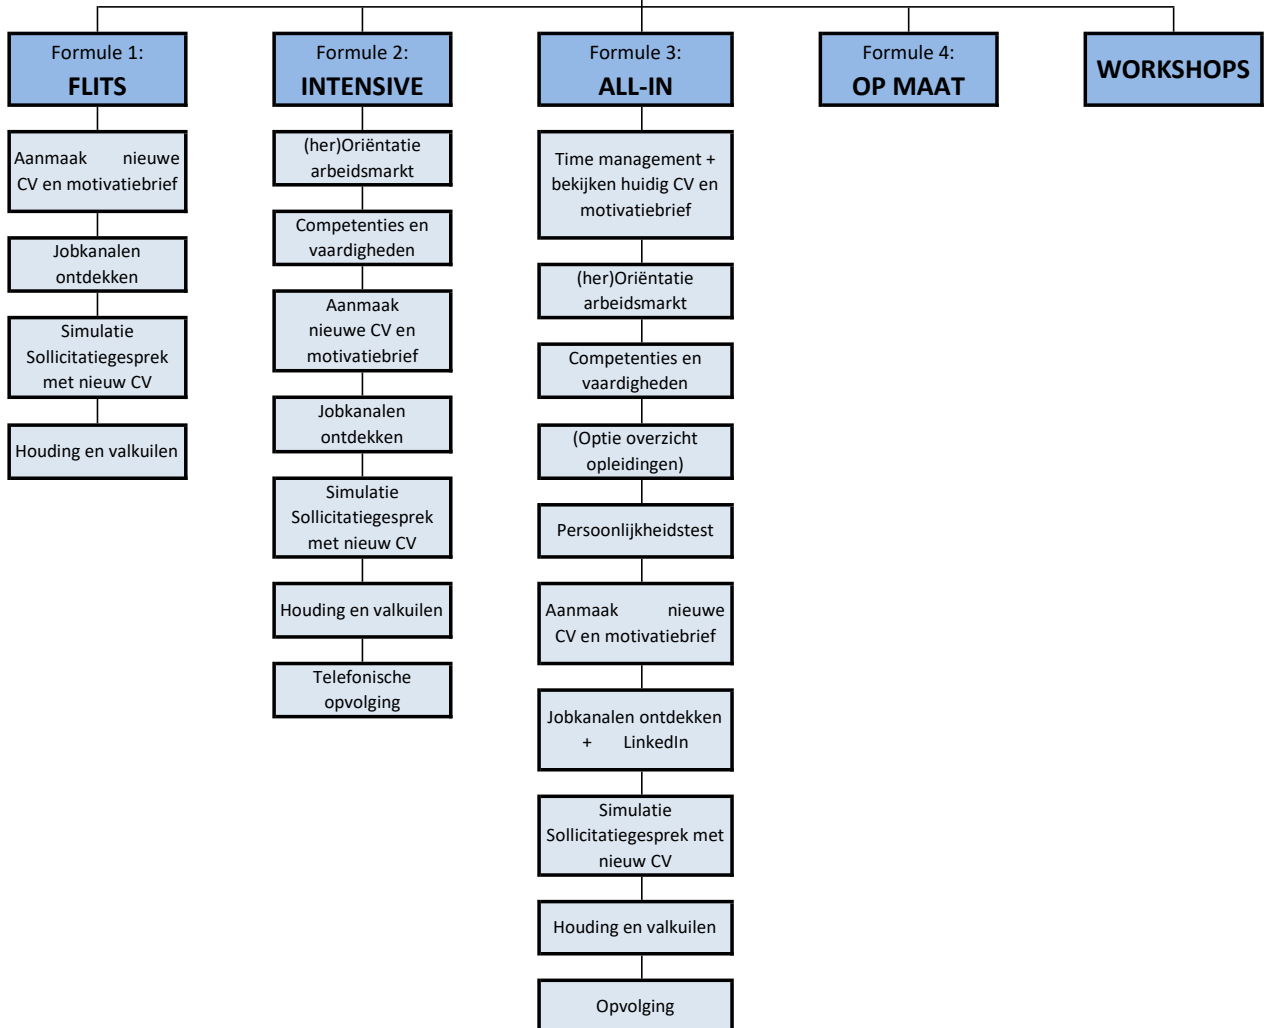 Formule 1:
FLITS
Aanmaak nieuwe
CV en motivatiebrief
Jobkanalen
ontdekken
Simulatie
Sollicitatiegesprek
met nieuw CV
Houding en valkuilen
Formule 2:
INTENSIVE
(her)Oriëntatie
arbeidsmarkt
Competenties en
vaardigheden
Aanmaak
nieuwe CV en
motivatiebrief
Jobkanalen
ontdekken
Simulatie
Sollicitatiegesprek
met nieuw CV
Houding en valkuilen
Telefonische
opvolging
Formule 3:
ALL-IN
Time management +
bekijken huidig CV en
motivatiebrief
(her)Oriëntatie
arbeidsmarkt
Competenties en
vaardigheden
(Optie overzicht
opleidingen)
Persoonlijkheidstest
Aanmaak nieuwe
CV en motivatiebrief
Jobkanalen ontdekken
+ LinkedIn
Simulatie
Sollicitatiegesprek met
nieuw CV
Houding en valkuilen
Opvolging
Formule 4:
OP MAAT
WORKSHOPS